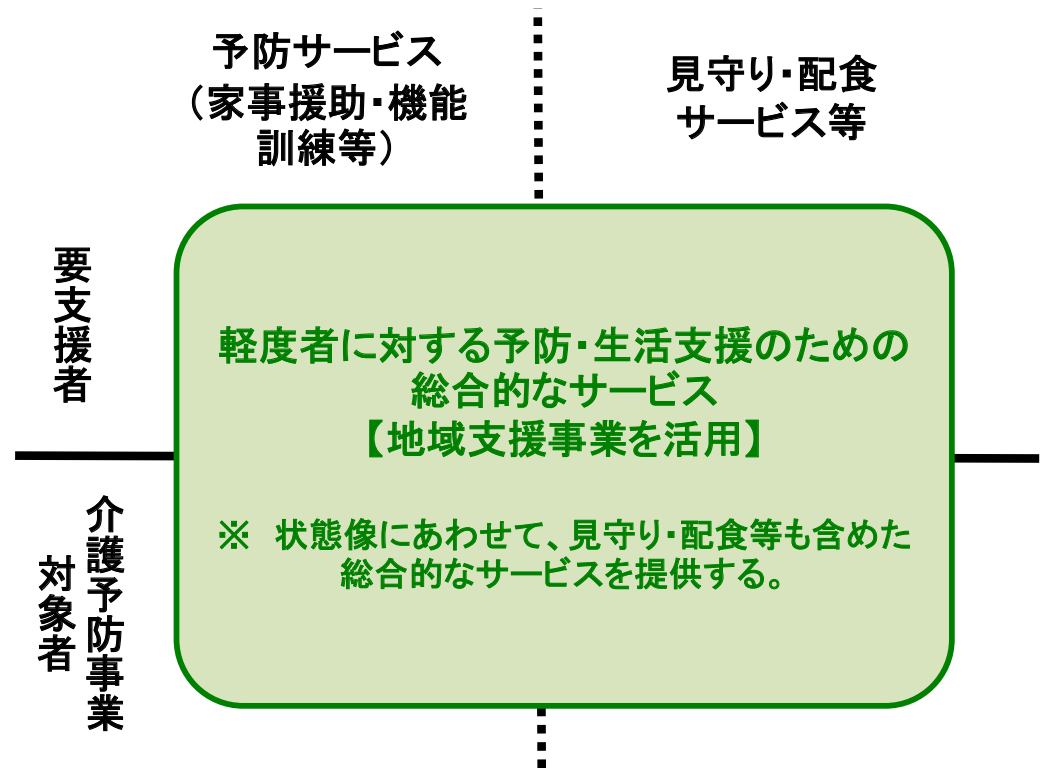 予防サービス
（家事援助・機能
訓練等）
見守り・配食
サービス等
要支援者
介護予防事業
対象者
軽度者に対する予防・生活支援のための
総合的なサービス
【地域支援事業を活用】
※　状態像にあわせて、見守り・配食等も含めた
総合的なサービスを提供する。